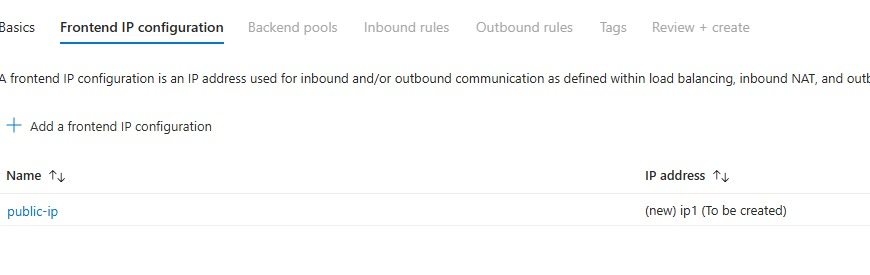 Basics Frontend IP configuration Backend pools Inbound rules Outbound rules Tags Review + create
A frontend IP configuration is an IP address used for inbound and/or outbound communication as defined within load balancing, inbound NAT, and
+ Add a frontend IP configuration
Name ↑↓ IP address ↑↓
public-ip (new) ip1 (To be created)